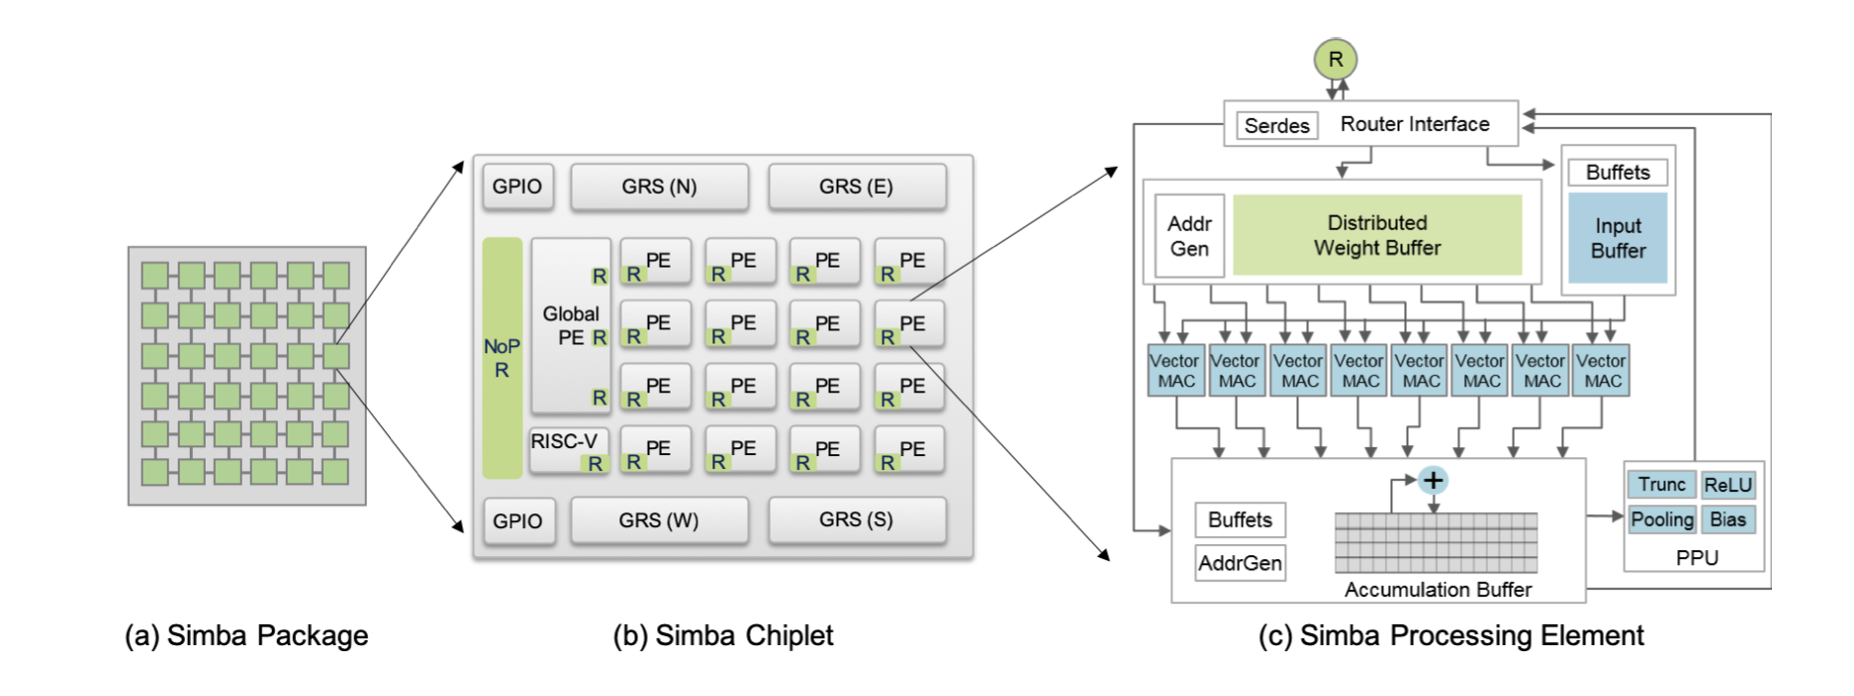 R
Serdes
Router Interface
Buffets
Input
Buffer
Addr
Gen
Distributed
Weight Buffer
Vector
MAC
Vector
MAC
Vector
MAC
Vector
MAC
Vector
MAC
Vector
MAC
Vector
MAC
Vector
MAC
Buffets
AddrGen
+
Accumulation Buffer
Trunc
ReLU
Pooling
Bias
PPU
GPIO
GRS (N)
GRS (E)
NoP
R
Global
PE
R
R
R
RISC-V
R
PE
R
PE
R
PE
R
PE
R
PE
R
PE
R
PE
R
PE
R
PE
R
PE
R
PE
R
PE
R
PE
R
PE
R
PE
R
PE
R
GPIO
GRS (W)
GRS (S)
(a) Simba Package
(b) Simba Chiplet
(c) Simba Processing Element